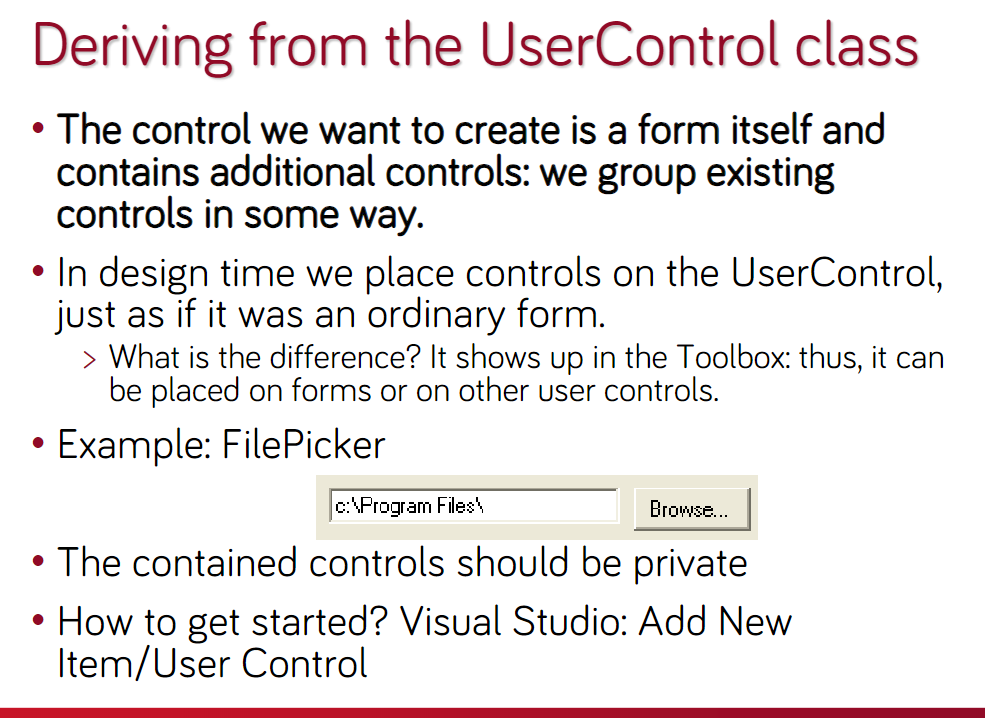 Deriving from the UserControl class
• The control we want to create is a form itself and
contains additional controls: we group existing
controls in some way.
• In design time we place controls on the UserControl,
just as if it was an ordinary form.
> What is the difference? It shows up in the Toolbox: thus, it can
be placed on forms or on other user controls.
• Example: FilePicker
c:\Program Files\ Browse...
• The contained controls should be private
• How to get started? Visual Studio: Add New
Item/User Control